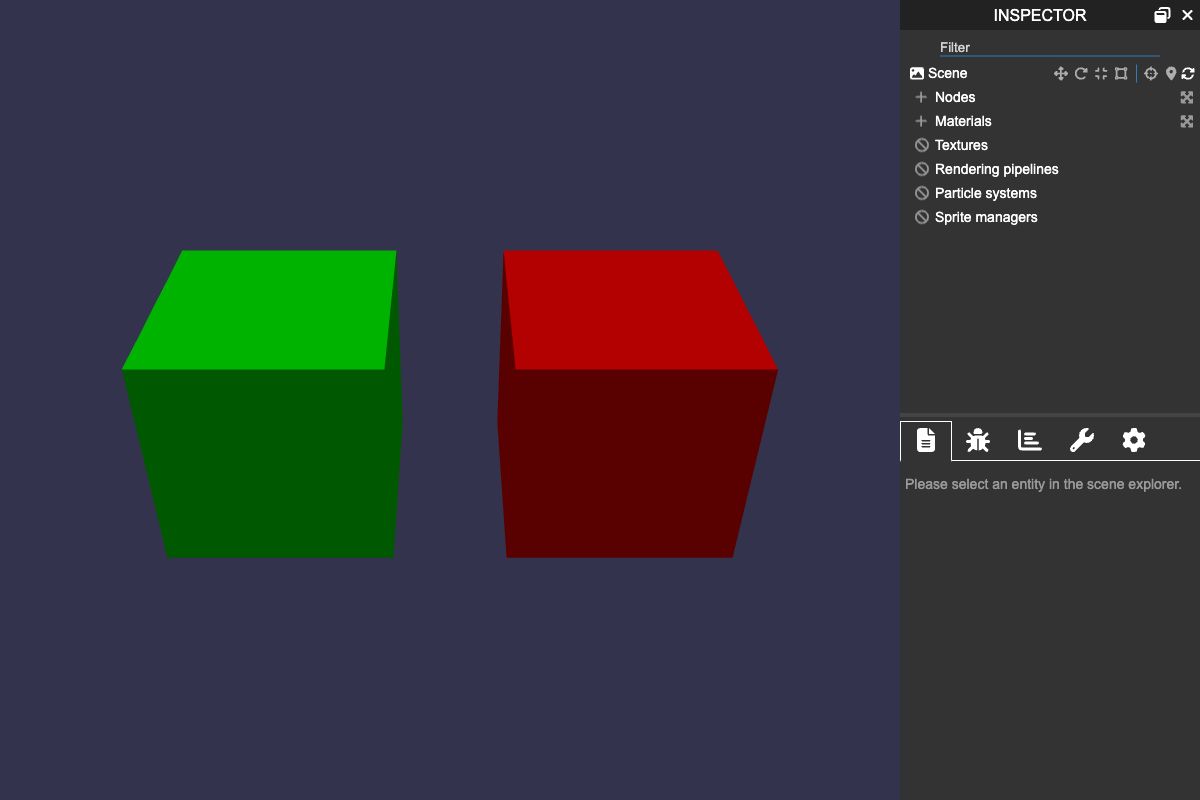 INSPECTOR
Filter
Scene
Nodes
Materials
Textures
Rendering pipelines
Particle systems
Sprite managers
Please select an entity in the scene explorer.